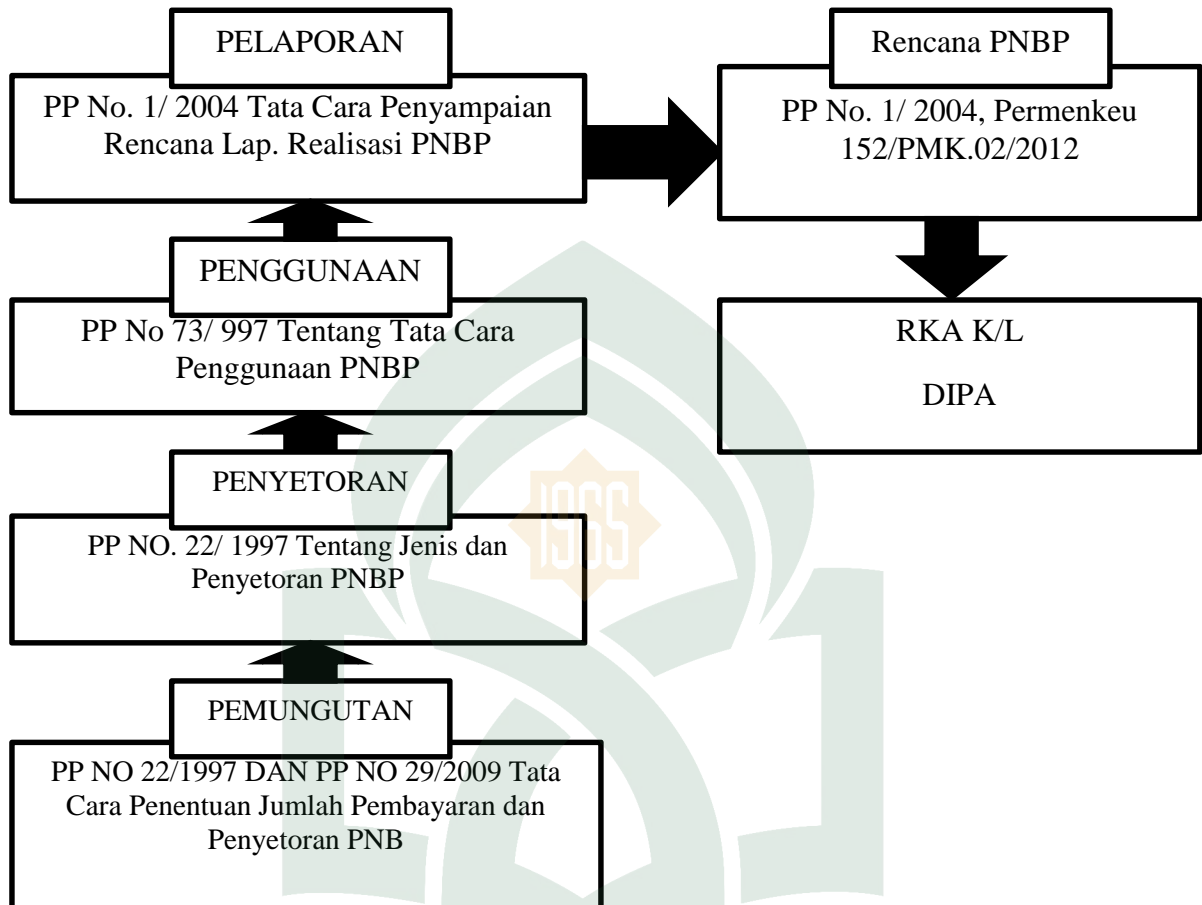 PELAPORAN
PP No. 1/ 2004 Tata Cara Penyampaian
Rencana Lap. Realisasi PNBP
Rencana PNBP
PP No. 1/ 2004, Permenkeu
152/PMK.02/2012
PENGGUNAAN
PP No 73/ 997 Tentang Tata Cara
Penggunaan PNBP
RKA K/L
DIPA
PENYETORAN
PP NO. 22/ 1997 Tentang Jenis dan
Penyetoran PNBP
1965
PEMUNGUTAN
PP NO 22/1997 DAN PP NO 29/2009 Tata
Cara Penentuan Jumlah Pembayaran dan
Penyetoran PNB